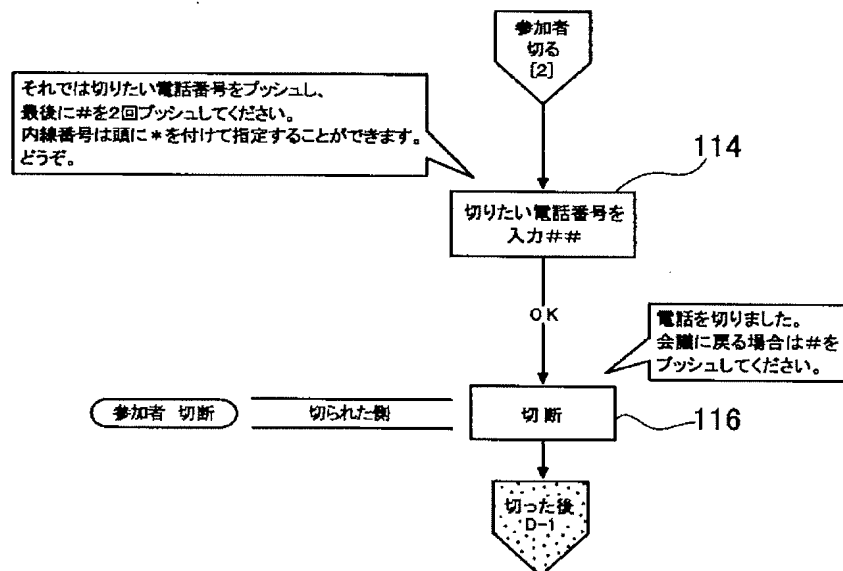 参加者
切る
[2]
それでは切りたい電話番号をプッシュし、
最後に#を2回プッシュしてください。
内線番号は頭に*を付けて指定することができます。
どうぞ。
114
切りたい電話番号を
入力##
OK
電話を切りました。
会議に戻る場合は#を
プッシュしてください。
参加者 切断
切られた側
切断
116
切った後
D-1